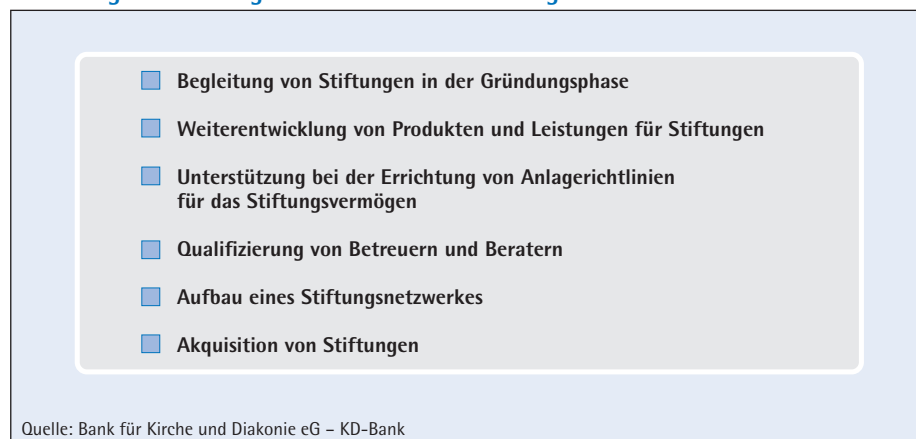 Begleitung von Stiftungen in der Gründungsphase
Weiterentwicklung von Produkten und Leistungen für Stiftungen
Unterstützung bei der Errichtung von Anlagerichtlinien
für das Stiftungsvermögen
Qualifizierung von Betreuern und Beratern
Aufbau eines Stiftungsnetzwerkes
Akquisition von Stiftungen
Quelle: Bank für Kirche und Diakonie eG – KD-Bank